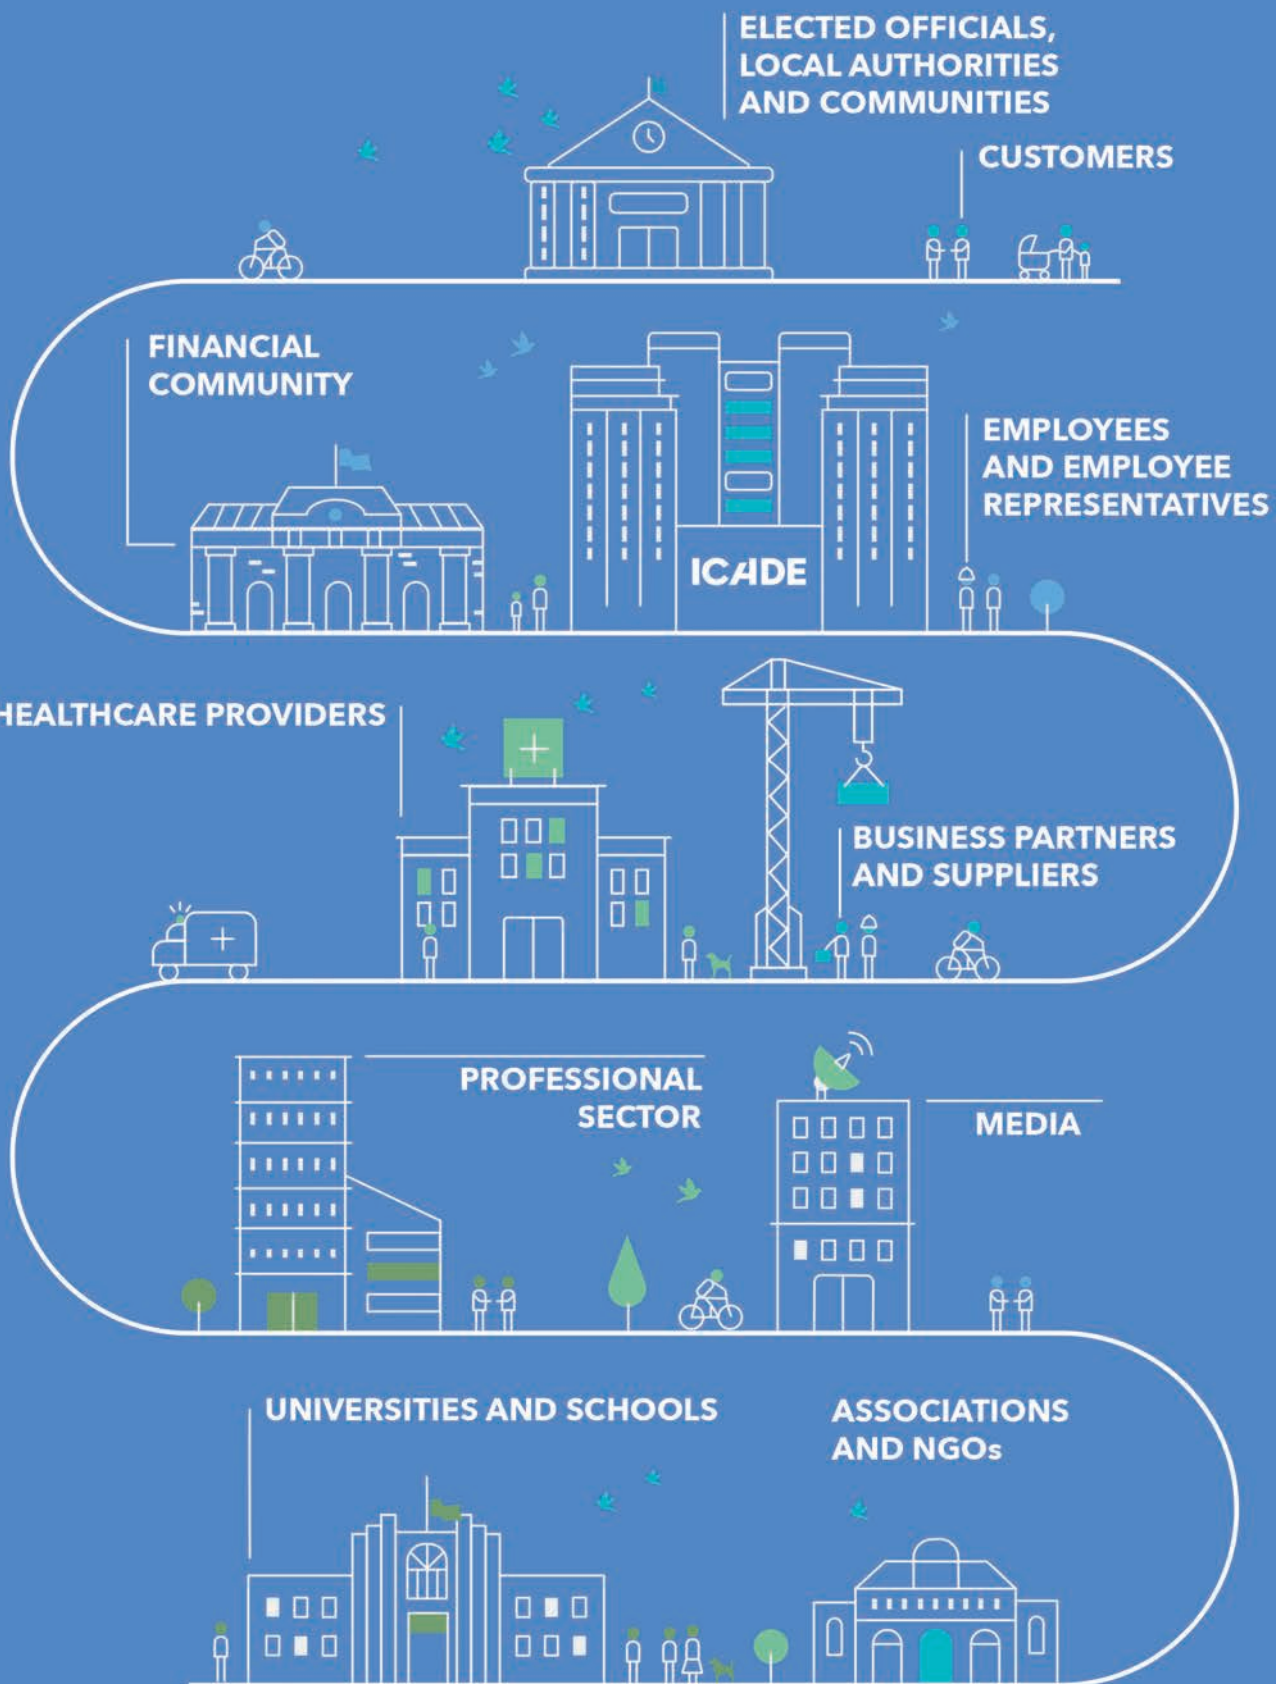 ELECTED OFFICIALS,
LOCAL AUTHORITIES
AND COMMUNITIES
CUSTOMERS
FINANCIAL
COMMUNITY
EMPLOYEES
AND EMPLOYEE
REPRESENTATIVES
ICADE
HEALTHCARE PROVIDERS
BUSINESS PARTNERS
AND SUPPLIERS
PROFESSIONAL
SECTOR
MEDIA
UNIVERSITIES AND SCHOOLS
ASSOCIATIONS
AND NGOs